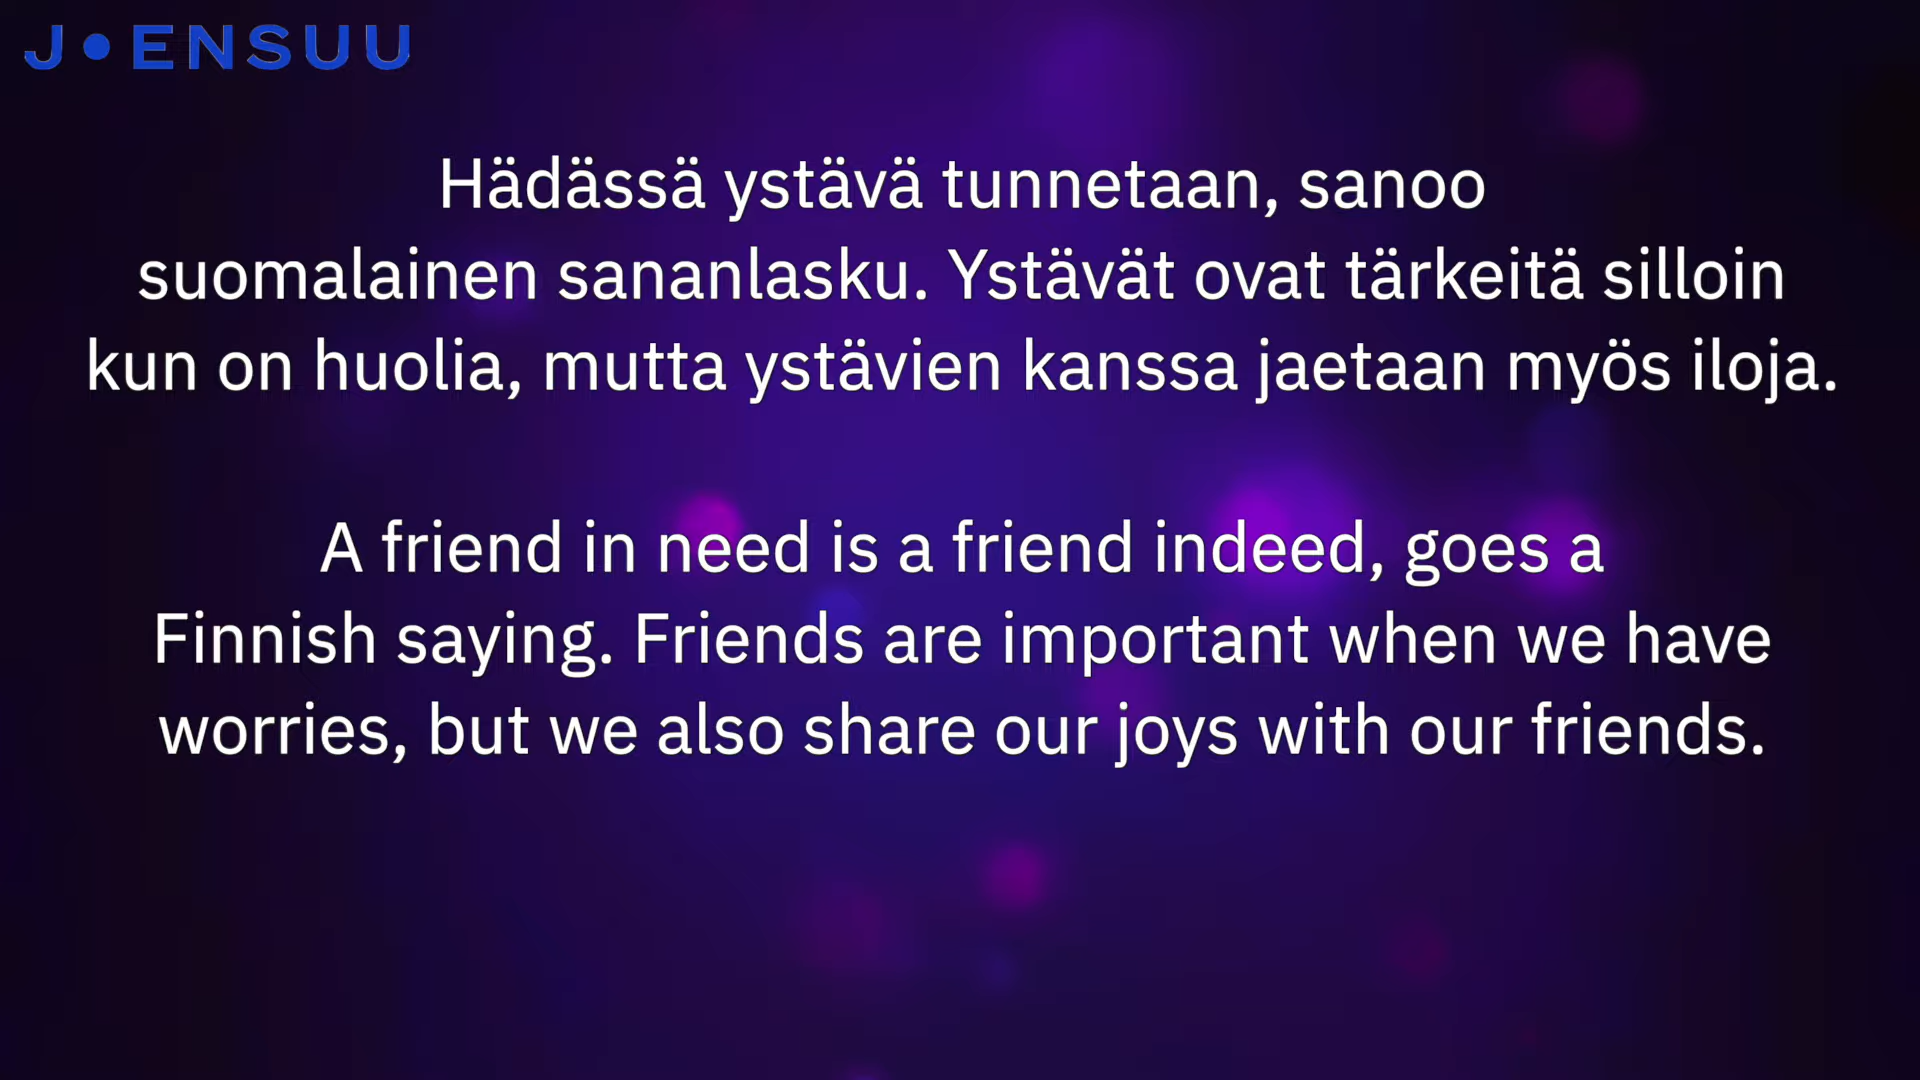 J•ENSUU
Hädässä ystävä tunnetaan, sanoo
suomalainen sananlasku. Ystävät ovat tärkeitä silloin
kun on huolia, mutta ystävien kanssa jaetaan myös iloja.
A friend in need is a friend indeed, goes a
Finnish saying. Friends are important when we have
worries, but we also share our joys with our friends.